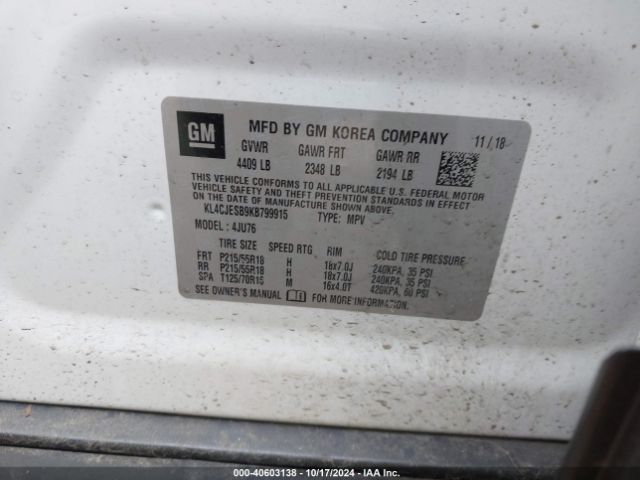 GM
MFD BY GM KOREA COMPANY 11/18
GVWR GAWR FRT GAWR RR
4409 LB 2348 LB 2194 LB
THIS VEHICLE CONFORMS TO ALL APPLICABLE U.S. FEDERAL MOTOR
VEHICLE SAFETY AND THEFT PREVENTION STANDARDS IN EFFECT
ON THE DATE OF MANUFACTURE SHOWN ABOVE.
KL4CJESB9KB799915 TYPE: MPV
MODEL: 4JU76
TIRE SIZE SPEED RTG RIM COLD TIRE PRESSURE
FRT P215/55R18 H 18x7.0J 240KPA, 35 PSI
RR P215/55R18 H 18x7.0J 240KPA, 35 PSI
SPA T125/70R16 M 16x4.0T 420KPA, 60 PSI
SEE OWNER'S MANUAL FOR MORE INFORMATION.
000-40603138 - 10/17/2024 - IAA Inc.